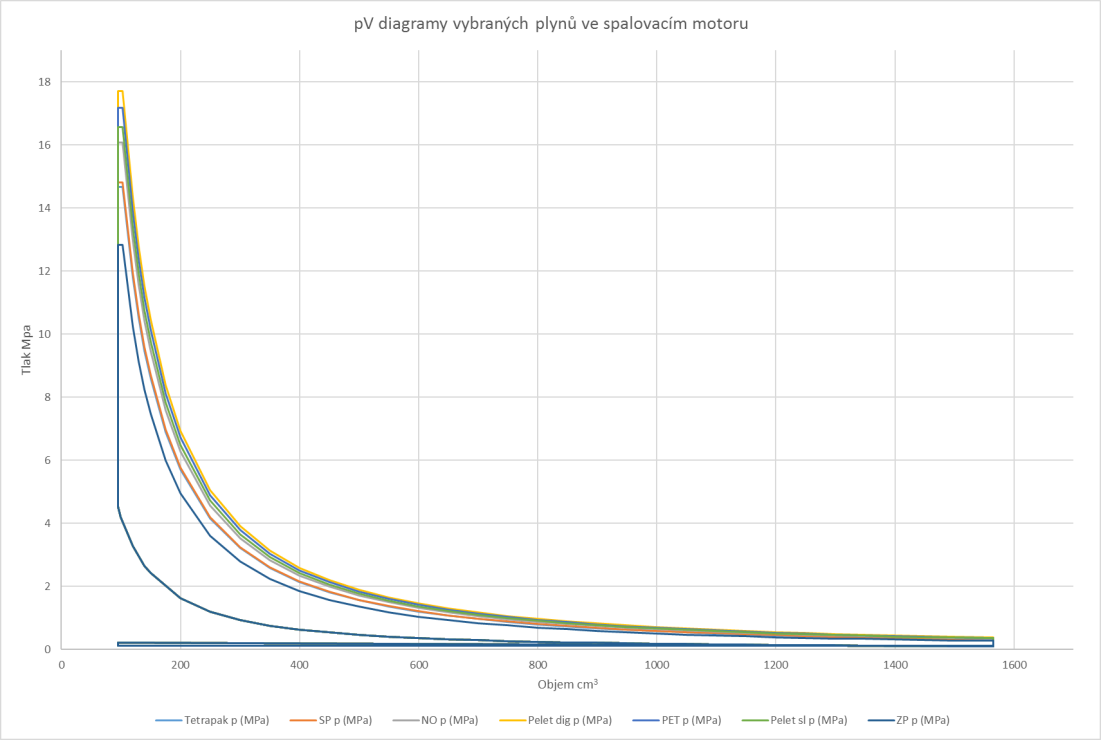 pV diagramy vybraných plynů ve spalovacím motoru
18
16
14
12
10
8
6
4
2
0
Tlak Mpa
0 200 400 600 800 1000 1200 1400 1600
Objem cm³
Tetrapak p (MPa) SP p (MPa) NO p (MPa) Pelet dig p (MPa) PET p (MPa) Pelet sl p (MPa) ZP p (MPa)